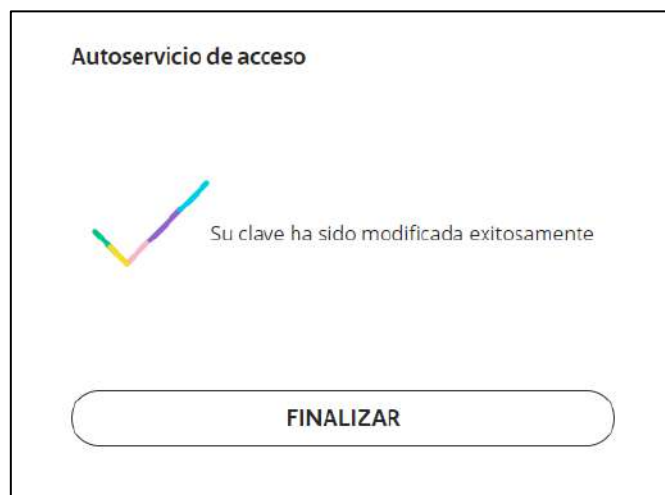 Autoservicio de acceso
Su clave ha sido modificada exitosamente
FINALIZAR